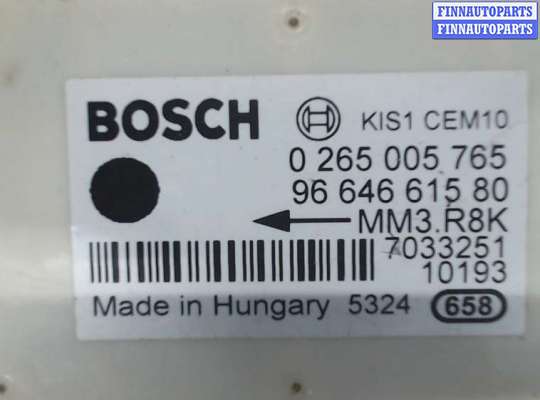 FINNAUTOPARTS
FINNAUTOPARTS
BOSCH KIS1 CEM10
0 265 005 765
96 646 615 80
MM3.R8K
7033251
10193
Made in Hungary 5324 658